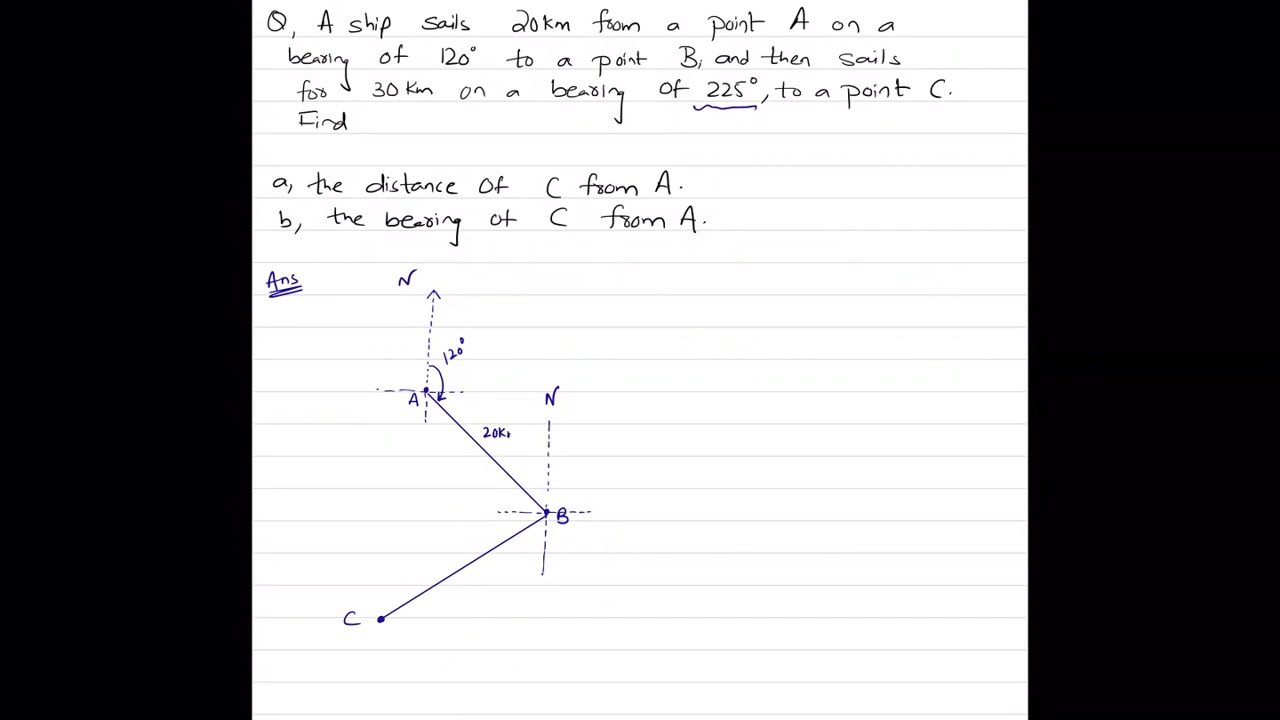 Q, A ship sails 20km from a point A on a
bearing of 120° to a point B, and then sails
for 30 Km on a bearing of 225°, to a point C.
Find
a, the distance of C from A.
b, the bearing of C from A.
Ans
N
120°
A
N
20K
B
C